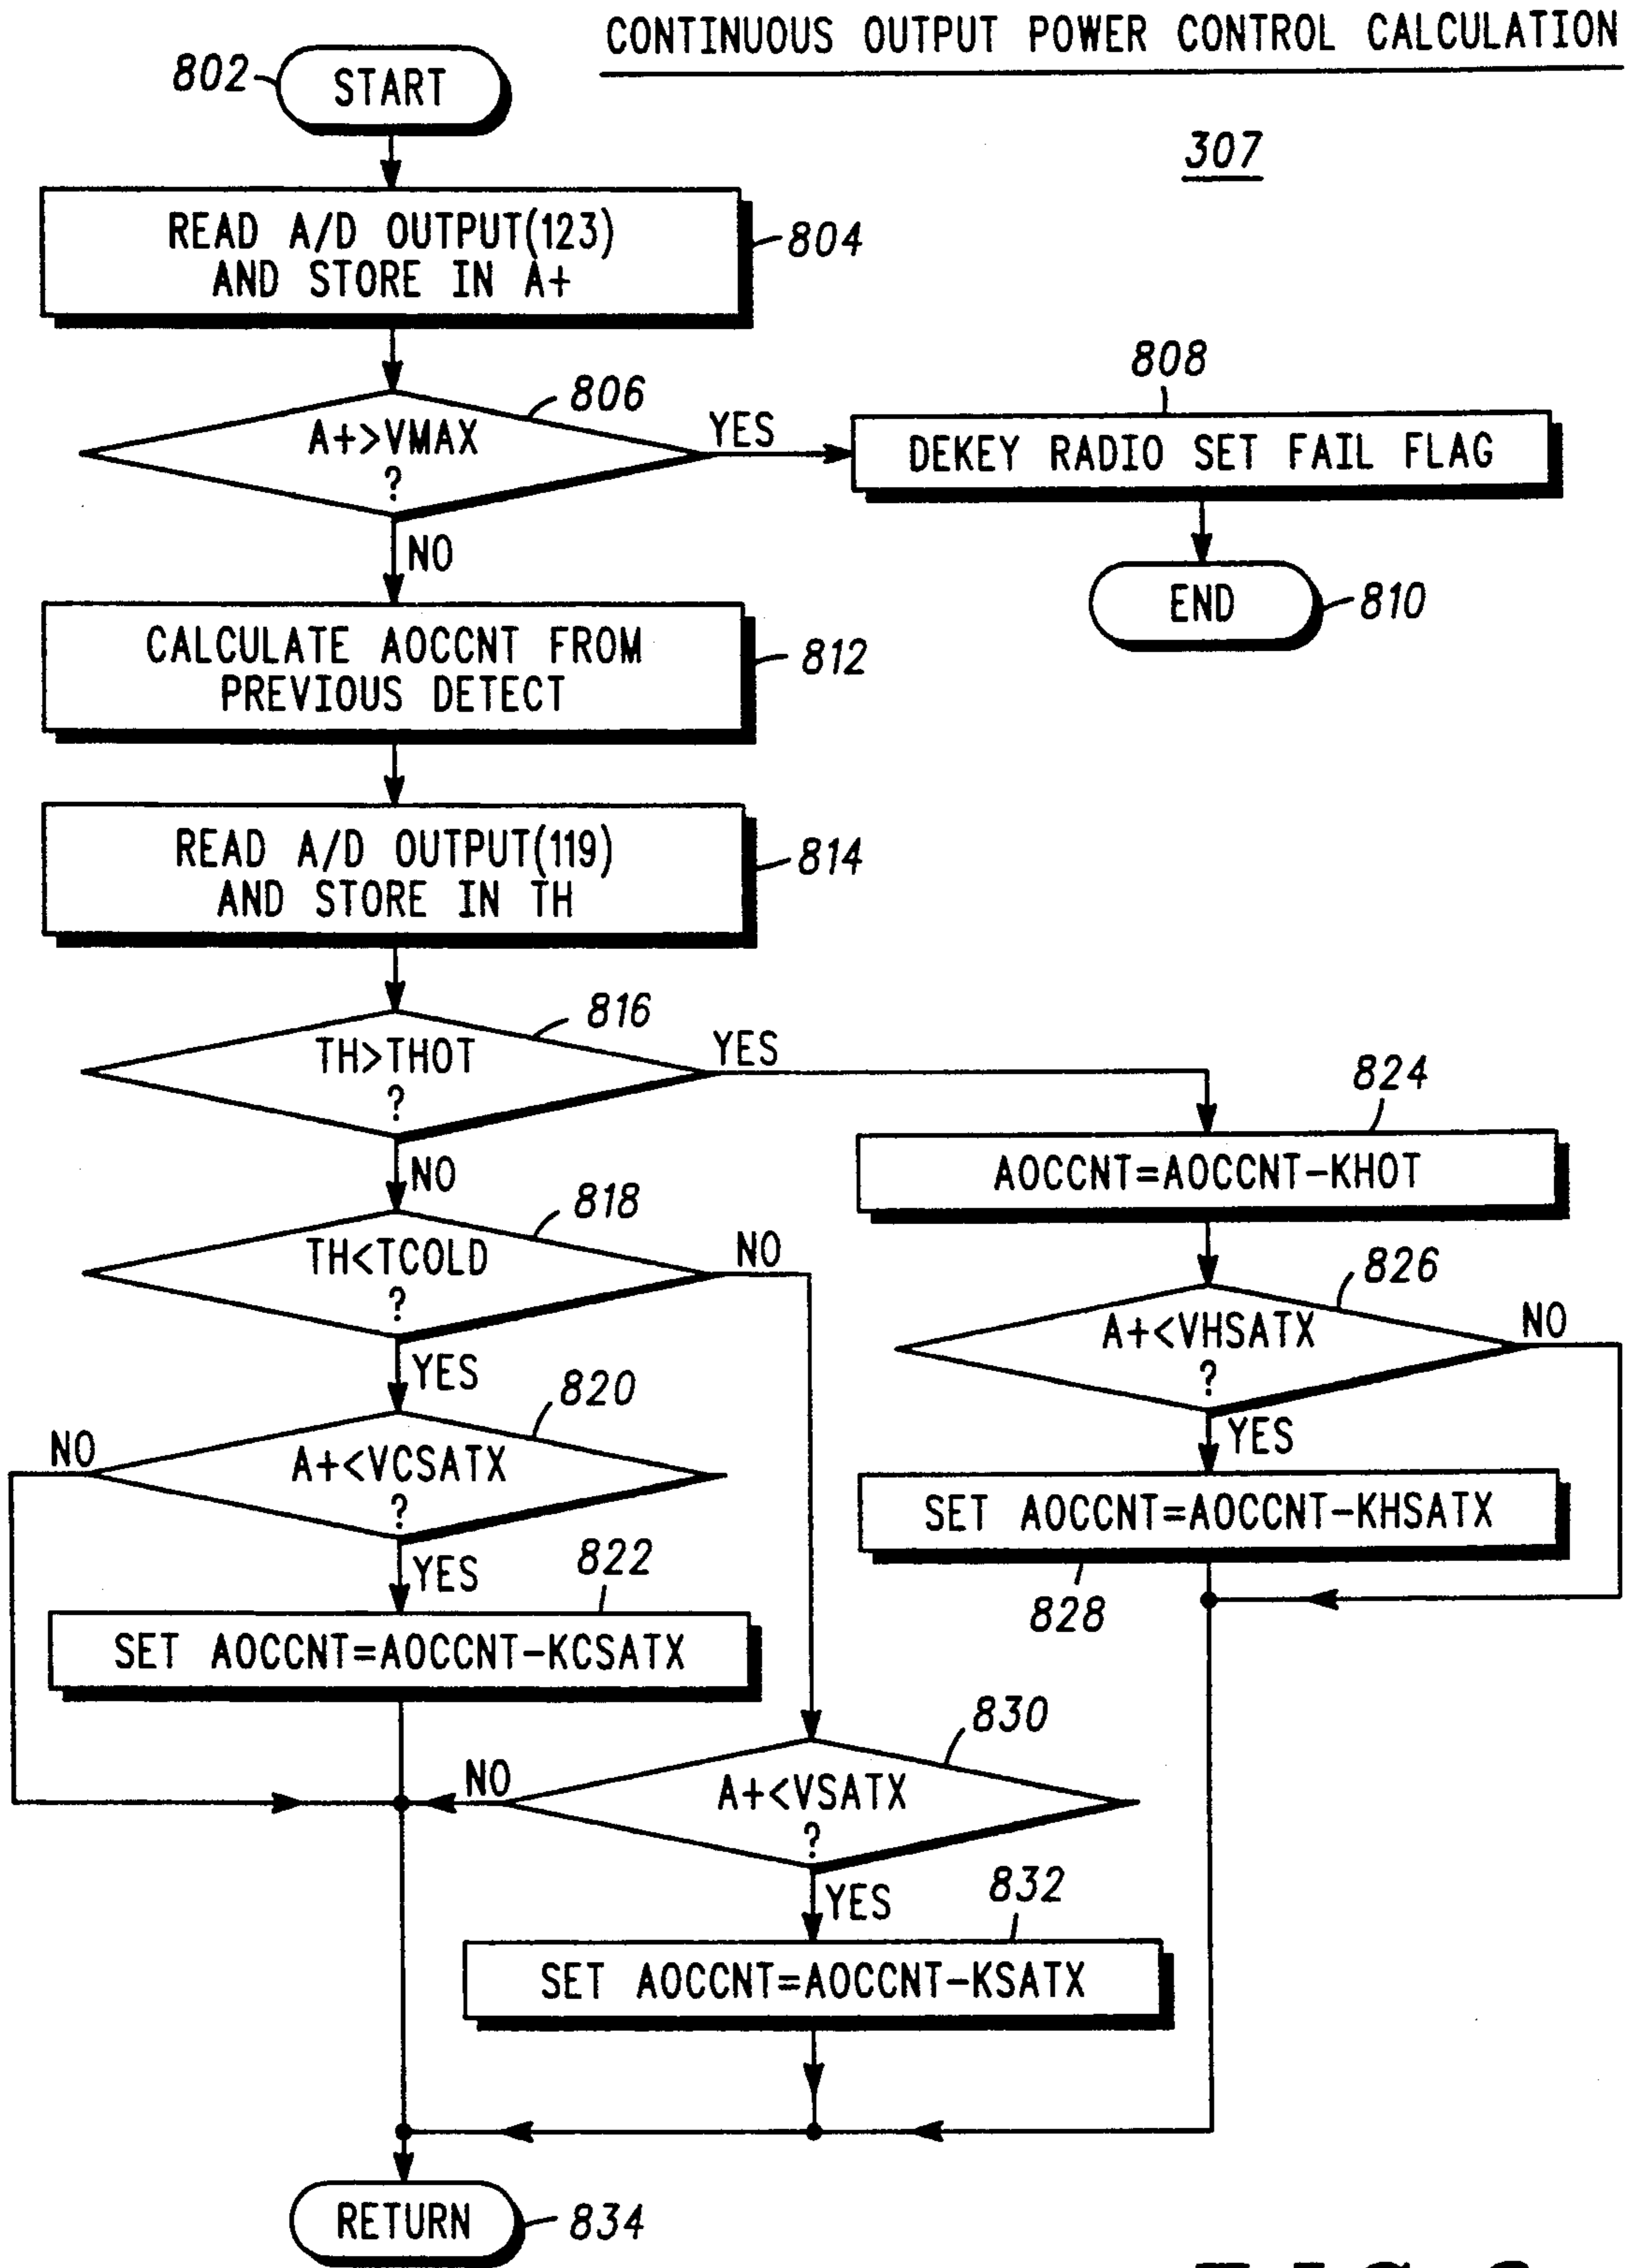 CONTINUOUS OUTPUT POWER CONTROL CALCULATION
307
802
START
READ A/D OUTPUT(123)
AND STORE IN A+
804
806
A+>VMAX
?
YES
NO
808
DEKEY RADIO SET FAIL FLAG
END
810
CALCULATE AOCCNT FROM
PREVIOUS DETECT
812
READ A/D OUTPUT(119)
AND STORE IN TH
814
816
TH>THOT
?
YES
NO
824
AOCCNT=AOCCNT-KHOT
818
TH<TCOLD
?
NO
YES
826
A+<VHSATX
?
NO
YES
820
NO
A+<VCSATX
?
YES
SET AOCCNT=AOCCNT-KHSATX
828
822
SET AOCCNT=AOCCNT-KCSATX
830
NO
A+<VSATX
?
YES
832
SET AOCCNT=AOCCNT-KSATX
RETURN
834